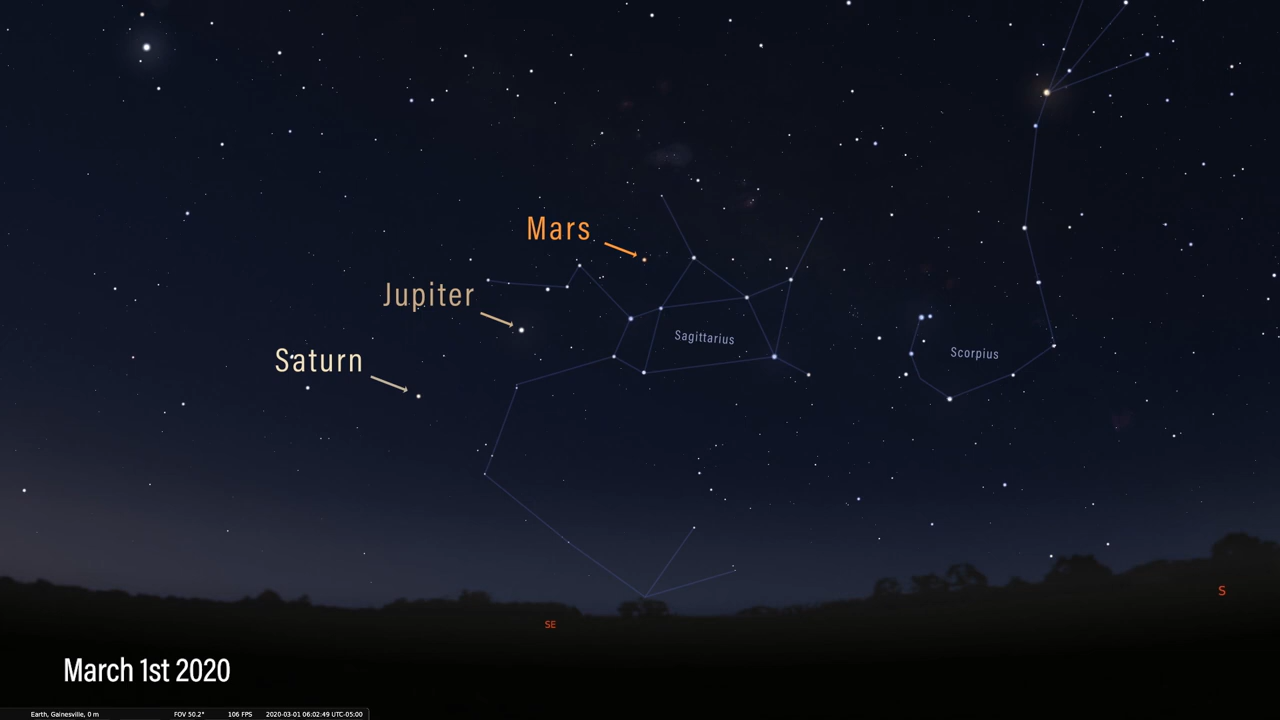 Mars
Jupiter
Sagittarius
Scorpius
Saturn
S
SE
March 1st 2020
Earth, Gainesville, 0 m FOV 50.2° 106 FPS 2020-03-01 06:02:49 UTC-05:00